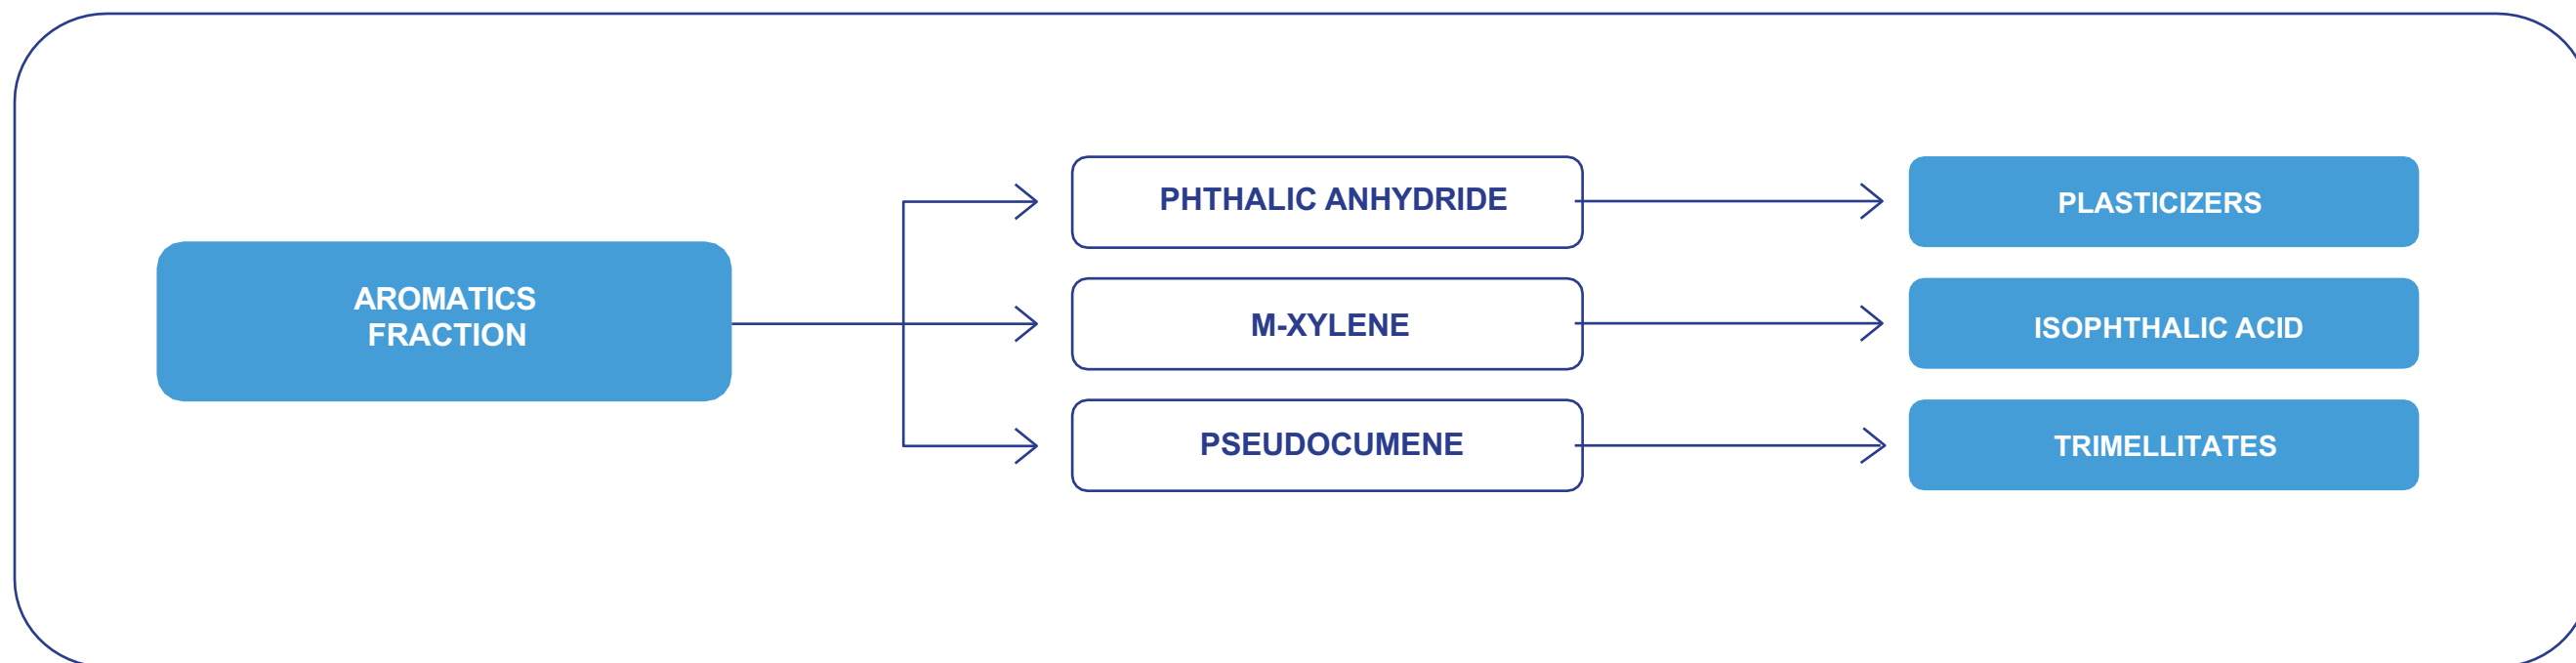 AROMATICS
FRACTION
PHTHALIC ANHYDRIDE
PLASTICIZERS
M-XYLENE
ISOPHTHALIC ACID
PSEUDOCUMENE
TRIMELLITATES